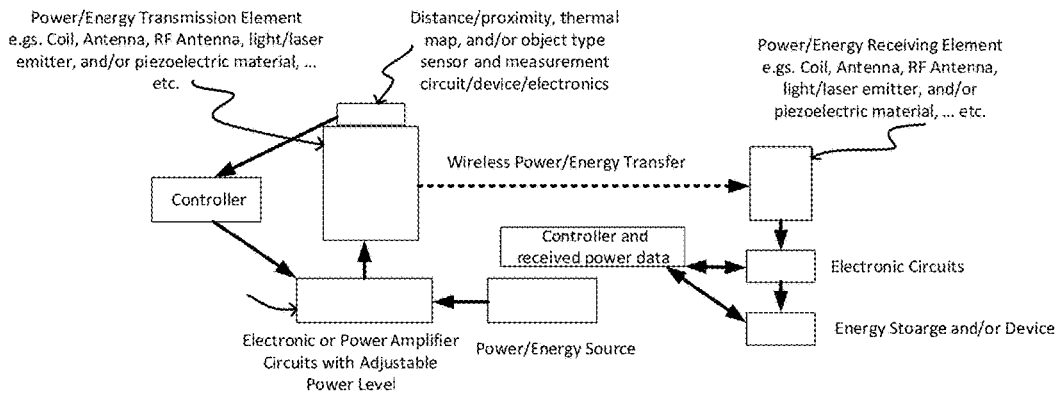 Power/Energy Transmission Element
e.gs. Coil, Antenna, RF Antenna, light/laser
emitter, and/or piezoelectric material, ...
etc.
Distance/proximity, thermal
map, and/or object type
sensor and measurement
circuit/device/electronics
Power/Energy Receiving Element
e.gs. Coil, Antenna, RF Antenna,
light/laser emitter, and/or
piezoelectric material, ... etc.
Wireless Power/Energy Transfer
Controller
Controller and
received power data
Electronic Circuits
Energy Stoarge and/or Device
Electronic or Power Amplifier
Circuits with Adjustable
Power Level
Power/Energy Source